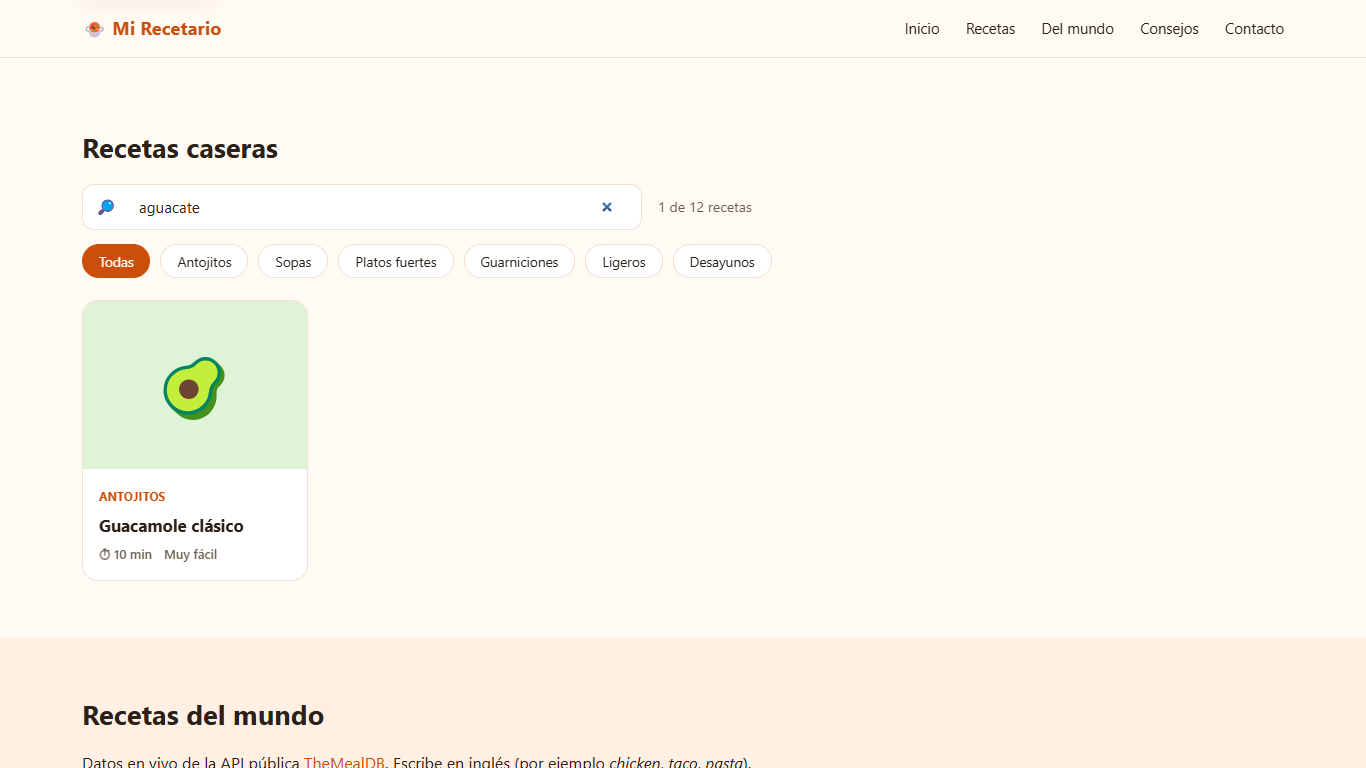 Mi Recetario
Inicio Recetas Del mundo Consejos Contacto
Recetas caseras
aguacate
1 de 12 recetas
Todas Antojitos Sopas Platos fuertes Guarniciones Ligeros Desayunos
ANTOJITOS
Guacamole clásico
10 min Muy fácil
Recetas del mundo
Datos en vivo de la API pública TheMealDB. Escribe en inglés (por ejemplo chicken, taco, pasta).